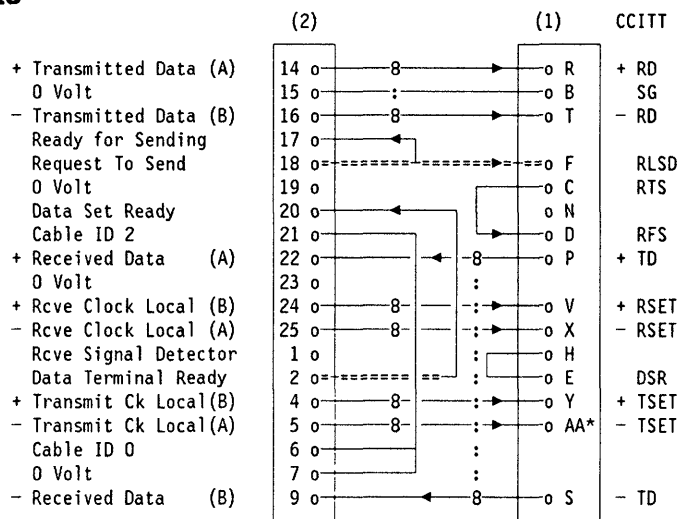 (2) (1) CCITT
+ Transmitted Data (A) 14 o 8 o R + RD
0 Volt 15 o : o B SG
− Transmitted Data (B) 16 o 8 o T − RD
Ready for Sending 17 o
Request To Send 18 o o F RLSD
0 Volt 19 o o C RTS
Data Set Ready 20 o o N
Cable ID 2 21 o o D RFS
+ Received Data (A) 22 o 8 o P + TD
0 Volt 23 o :
+ Rcve Clock Local (B) 24 o 8 : o V + RSET
− Rcve Clock Local (A) 25 o 8 : o X − RSET
Rcve Signal Detector 1 o : o H
Data Terminal Ready 2 o : o E DSR
+ Transmit Ck Local(B) 4 o 8 : o Y + TSET
− Transmit Ck Local(A) 5 o 8 : o AA* − TSET
Cable ID 0 6 o :
0 Volt 7 o :
− Received Data (B) 9 o 8 o S − TD